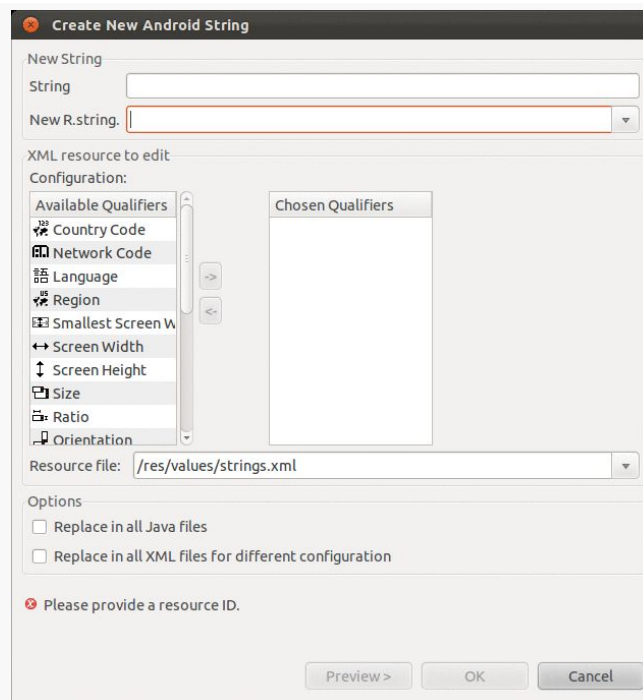 Create New Android String
New String
String
New R.string.
XML resource to edit
Configuration:
Available Qualifiers
Chosen Qualifiers
Country Code
Network Code
Language
Region
Smallest Screen W
Screen Width
Screen Height
Size
Ratio
Orientation
->
<-
Resource file: /res/values/strings.xml
Options
Replace in all Java files
Replace in all XML files for different configuration
Please provide a resource ID.
Preview >
OK
Cancel